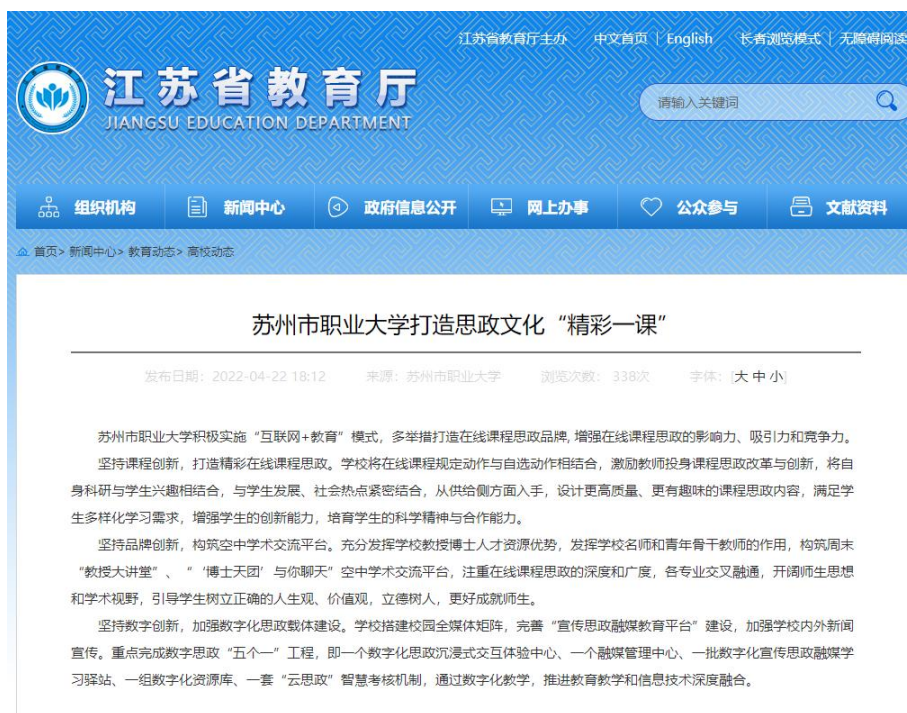 江苏省教育厅主办 中文首页 | English 长者浏览模式 | 无障碍阅读
江苏省教育厅
JIANGSU EDUCATION DEPARTMENT
请输入关键词
组织机构 新闻中心 政府信息公开 网上办事 公众参与 文献资料
首页> 新闻中心> 教育动态> 高校动态
苏州市职业大学打造思政文化“精彩一课”
发布日期：2022-04-22 18:12 来源：苏州市职业大学 浏览次数：338次 字体：[大 中 小]
苏州市职业大学积极实施“互联网+教育”模式，多举措打造在线课程思政品牌, 增强在线课程思政的影响力、吸引力和竞争力。
坚持课程创新，打造精彩在线课程思政。学校将在线课程规定动作与自选动作相结合，激励教师投身课程思政改革与创新，将自
身科研与学生兴趣相结合，与学生发展、社会热点紧密结合，从供给侧方面入手，设计更高质量、更有趣味的课程思政内容，满足学
生多样化学习需求，增强学生的创新能力，培育学生的科学精神与合作能力。
坚持品牌创新，构筑空中学术交流平台。充分发挥学校教授博士人才资源优势，发挥学校名师和青年骨干教师的作用，构筑周末
“教授大讲堂”、“‘博士天团’与你聊天”空中学术交流平台，注重在线课程思政的深度和广度，各专业交叉融通，开阔师生思想
和学术视野，引导学生树立正确的人生观、价值观，立德树人，更好成就师生。
坚持数字创新，加强数字化思政载体建设。学校搭建校园全媒体矩阵，完善“宣传思政融媒教育平台”建设，加强学校内外新闻
宣传。重点完成数字思政“五个一”工程，即一个数字化思政沉浸式交互体验中心、一个融媒管理中心、一批数字化宣传思政融媒学
习驿站、一组数字化资源库、一套“云思政”智慧考核机制，通过数字化教学，推进教育教学和信息技术深度融合。